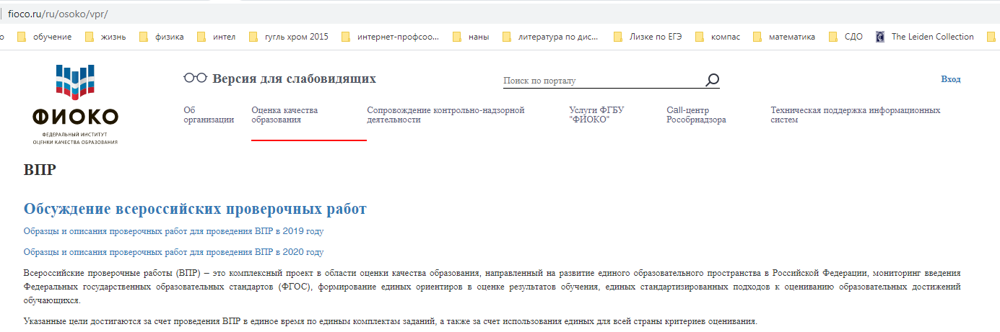 fioco.ru/ru/osoko/vpr/
о обучение жизнь физика интел гугль хром 2015 интернет-профсоо... наны литература по дис... Лизке по ЕГЭ компас математика СДО The Leiden Collection
Версия для слабовидящих
Поиск по порталу
Вход
ФИОКО
ФЕДЕРАЛЬНЫЙ ИНСТИТУТ
ОЦЕНКИ КАЧЕСТВА ОБРАЗОВАНИЯ
Об
организации
Оценка качества
образования
Сопровождение контрольно-надзорной
деятельности
Услуги ФГБУ
"ФИОКО"
Call-центр
Рособрнадзора
Техническая поддержка информационных
систем
ВПР
Обсуждение всероссийских проверочных работ
Образцы и описания проверочных работ для проведения ВПР в 2019 году
Образцы и описания проверочных работ для проведения ВПР в 2020 году
Всероссийские проверочные работы (ВПР) – это комплексный проект в области оценки качества образования, направленный на развитие единого образовательного пространства в Российской Федерации, мониторинг введения
Федеральных государственных образовательных стандартов (ФГОС), формирование единых ориентиров в оценке результатов обучения, единых стандартизированных подходов к оцениванию образовательных достижений
обучающихся.
Указанные цели достигаются за счет проведения ВПР в единое время по единым комплектам заданий, а также за счет использования единых для всей страны критериев оценивания.